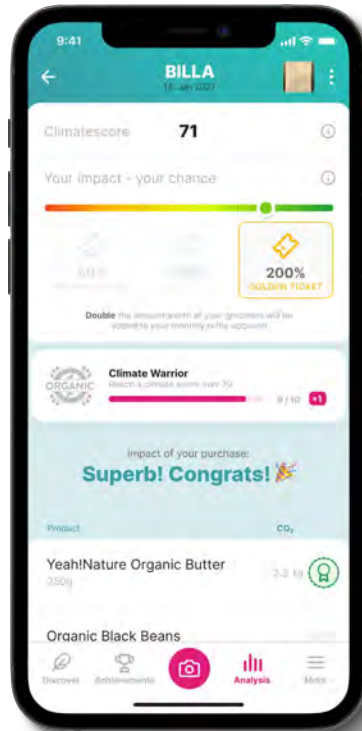 9:41
BILLA
Climatescore 71
Your impact - your chance
200%
GOLDEN TICKET
Double the amount worth of your groceries will be
added to your monthly
ORGANIC
Climate Warrior
Reach a climate score over 70
9 / 10 +1
Impact of your purchase:
Superb! Congrats! 🎉
Product CO₂
Yeah!Nature Organic Butter
250g
kg
Organic Black Beans
Discover Achievements Analysis More